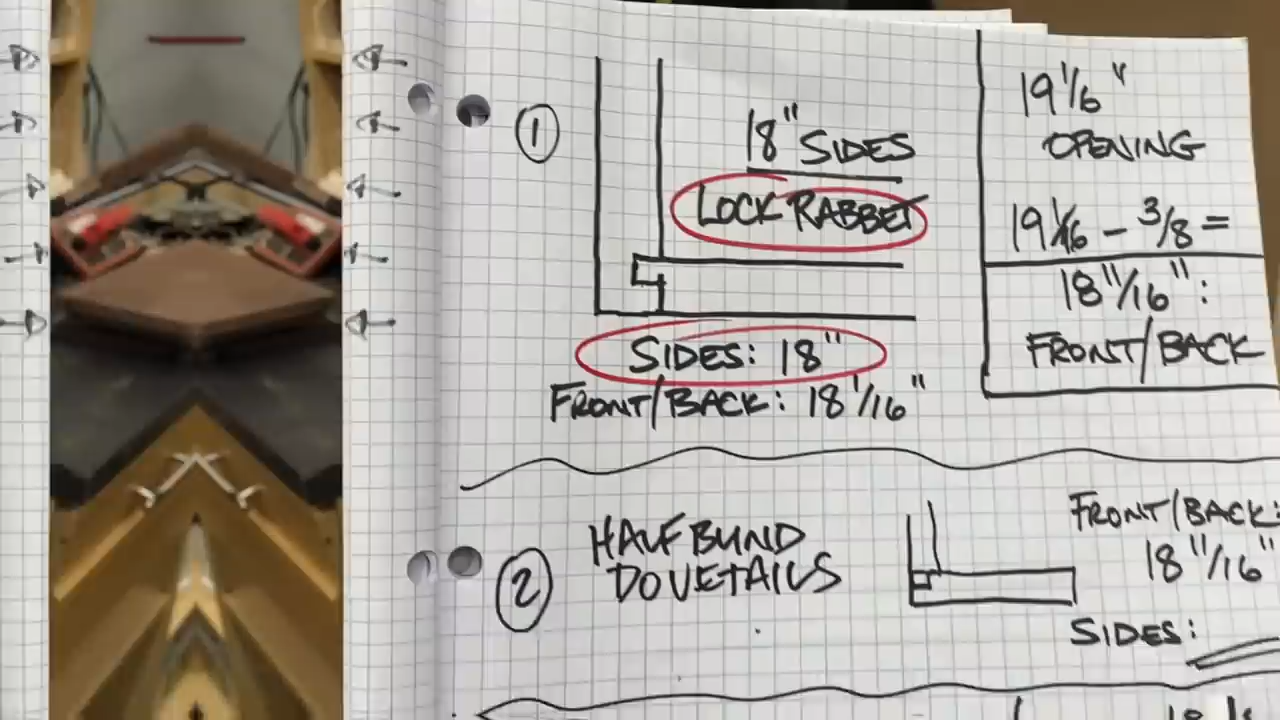 ①
18" SIDES
LOCK RABBET
SIDES: 18"
FRONT/BACK: 18 1/16"
19 1/16"
OPENING
19 1/16 - 3/8 =
18 11/16":
FRONT/BACK
②
HALF BLIND
DOVETAILS
FRONT/BACK:
18 11/16"
SIDES: